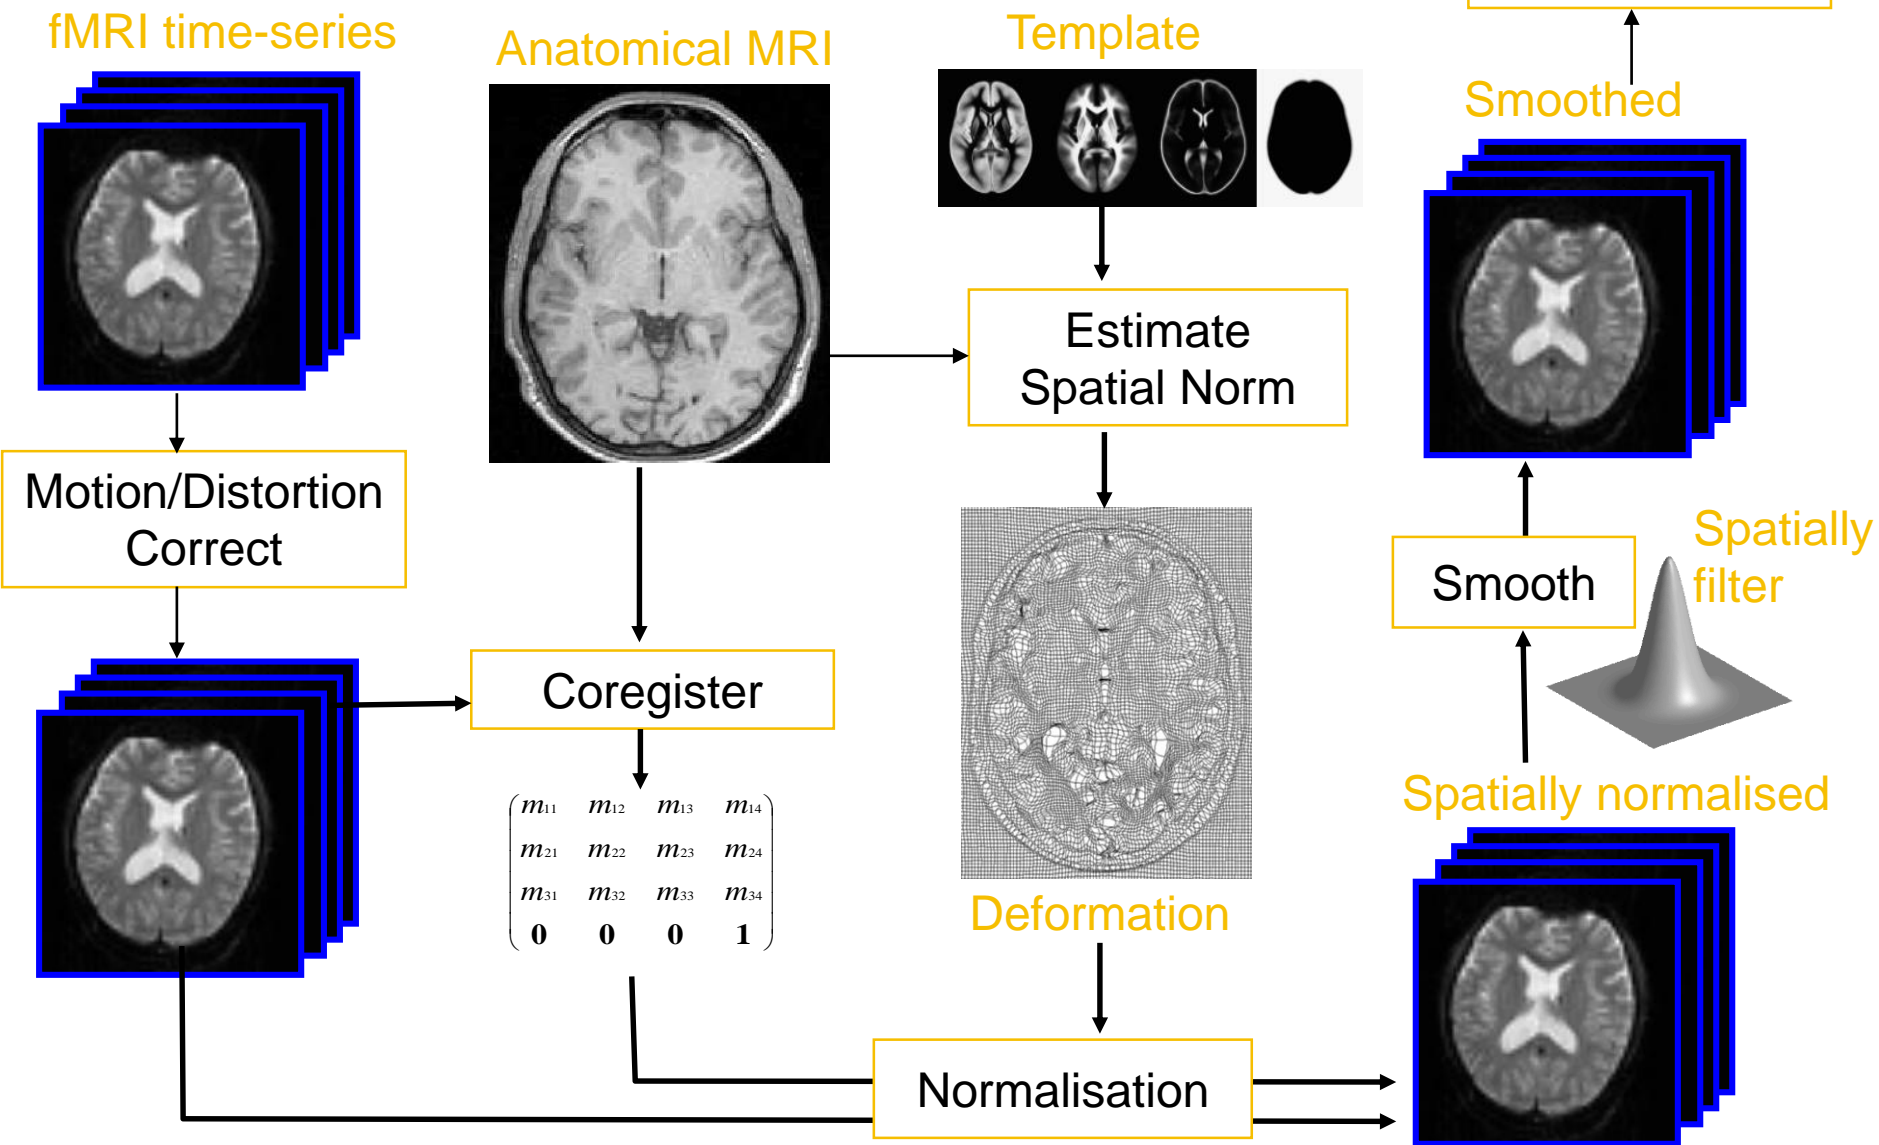 fMRI time-series
Anatomical MRI
Template
Smoothed
Estimate
Spatial Norm
Motion/Distortion
Correct
Spatially
filter
Smooth
Coregister
m11 m12 m13 m14
m21 m22 m23 m24
m31 m32 m33 m34
0 0 0 1
Spatially normalised
Deformation
Normalisation